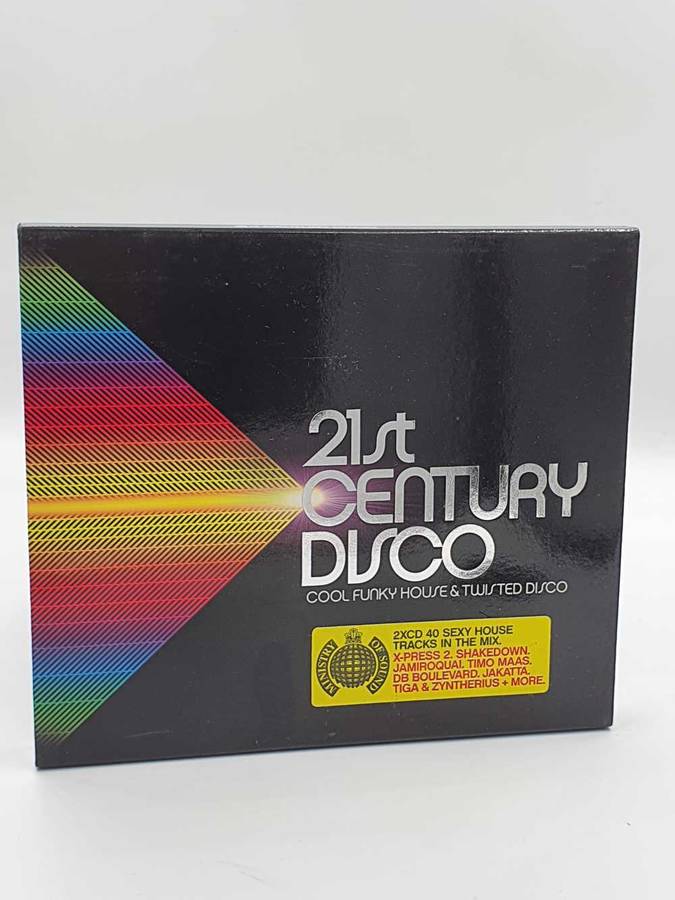 21st
CENTURY
DISCO
COOL FUNKY HOUSE & TWISTED DISCO
MINISTRY OF SOUND
2XCD 40 SEXY HOUSE
TRACKS IN THE MIX.
X-PRESS 2. SHAKEDOWN.
JAMIROQUAI. TIMO MAAS.
DB BOULEVARD. JAKATTA.
TIGA & ZYNTHERIUS + MORE.